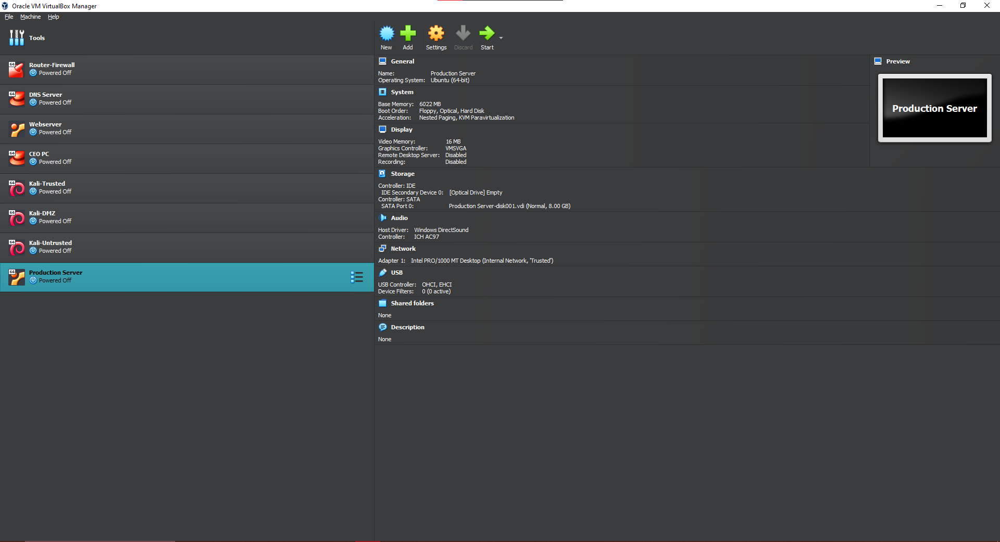 Oracle VM VirtualBox Manager
File Machine Help
Tools
New Add Settings Discard Start
64
Router-Firewall
Powered Off
64
DNS Server
Powered Off
Webserver
Powered Off
64
CEO PC
Powered Off
64
Kali-Trusted
Powered Off
64
Kali-DMZ
Powered Off
64
Kali-Untrusted
Powered Off
64
Production Server
Powered Off
General
Name: Production Server
Operating System: Ubuntu (64-bit)
System
Base Memory: 6022 MB
Boot Order: Floppy, Optical, Hard Disk
Acceleration: Nested Paging, KVM Paravirtualization
Display
Video Memory: 16 MB
Graphics Controller: VMSVGA
Remote Desktop Server: Disabled
Recording: Disabled
Storage
Controller: IDE
IDE Secondary Device 0: [Optical Drive] Empty
Controller: SATA
SATA Port 0: Production Server-disk001.vdi (Normal, 8.00 GB)
Audio
Host Driver: Windows DirectSound
Controller: ICH AC97
Network
Adapter 1: Intel PRO/1000 MT Desktop (Internal Network, 'Trusted')
USB
USB Controller: OHCI, EHCI
Device Filters: 0 (0 active)
Shared folders
None
Description
None
Preview
Production Server